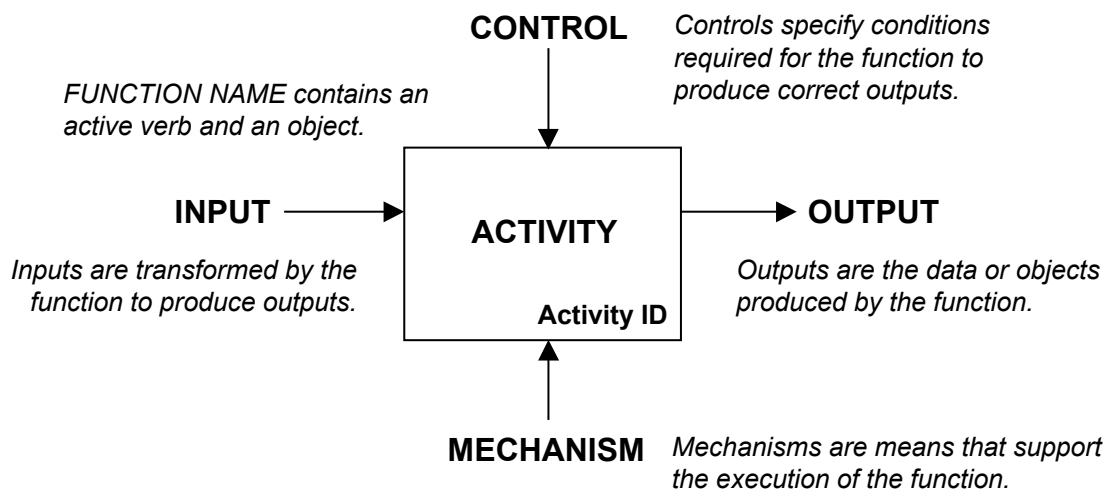 CONTROL
Controls specify conditions
required for the function to
produce correct outputs.
FUNCTION NAME contains an
active verb and an object.
INPUT
ACTIVITY
OUTPUT
Inputs are transformed by the
function to produce outputs.
Outputs are the data or objects
produced by the function.
Activity ID
MECHANISM
Mechanisms are means that support
the execution of the function.